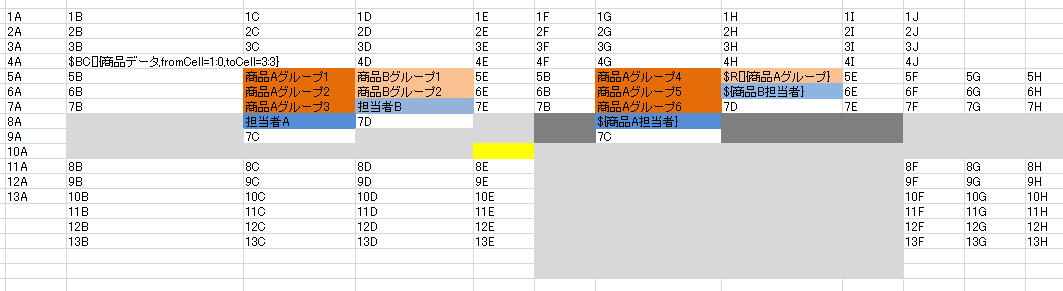 1A 1B 1C 1D 1E 1F 1G 1H 1I 1J
2A 2B 2C 2D 2E 2F 2G 2H 2I 2J
3A 3B 3C 3D 3E 3F 3G 3H 3I 3J
4A $BC[]{商品データ,fromCell=1:0,toCell=3:3} 4D 4E 4F 4G 4H 4I 4J
5A 5B 商品Aグループ1 商品Bグループ1 5E 5B 商品Aグループ4 $R[]{商品Aグループ} 5E 5F 5G 5H
6A 6B 商品Aグループ2 商品Bグループ2 6E 6B 商品Aグループ5 ${商品B担当者} 6E 6F 6G 6H
7A 7B 商品Aグループ3 担当者B 7E 7B 商品Aグループ6 7D 7E 7F 7G 7H
8A 担当者A 7D ${商品A担当者}
9A 7C 7C
10A
11A 8B 8C 8D 8E 8F 8G 8H
12A 9B 9C 9D 9E 9F 9G 9H
13A 10B 10C 10D 10E 10F 10G 10H
11B 11C 11D 11E 11F 11G 11H
12B 12C 12D 12E 12F 12G 12H
13B 13C 13D 13E 13F 13G 13H